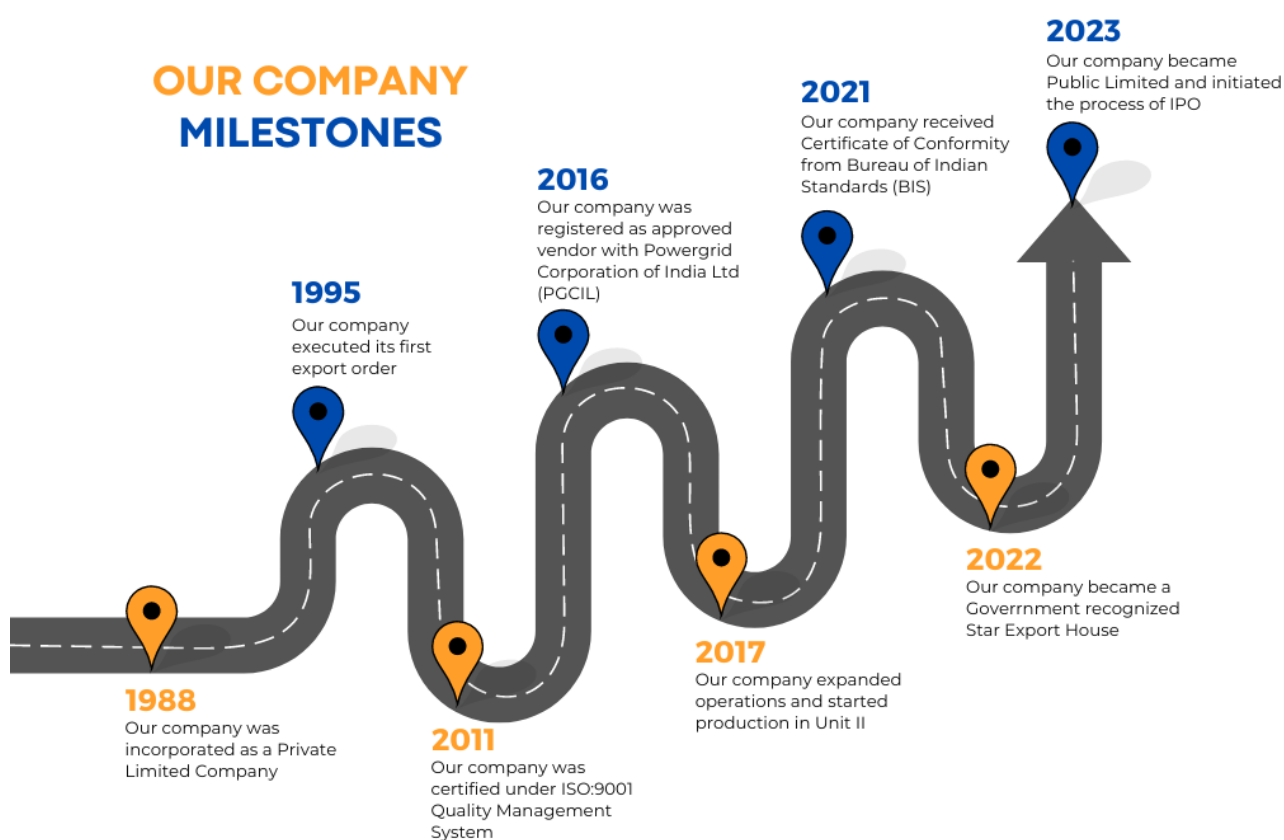 OUR COMPANY
MILESTONES
1988
Our company was
incorporated as a Private
Limited Company
1995
Our company
executed its first
export order
2011
Our company was
certified under ISO:9001
Quality Management
System
2016
Our company was
registered as approved
vendor with Powergrid
Corporation of India Ltd
(PGCIL)
2017
Our company expanded
operations and started
production in Unit II
2021
Our company received
Certificate of Conformity
from Bureau of Indian
Standards (BIS)
2022
Our company became a
Government recognized
Star Export House
2023
Our company became
Public Limited and initiated
the process of IPO